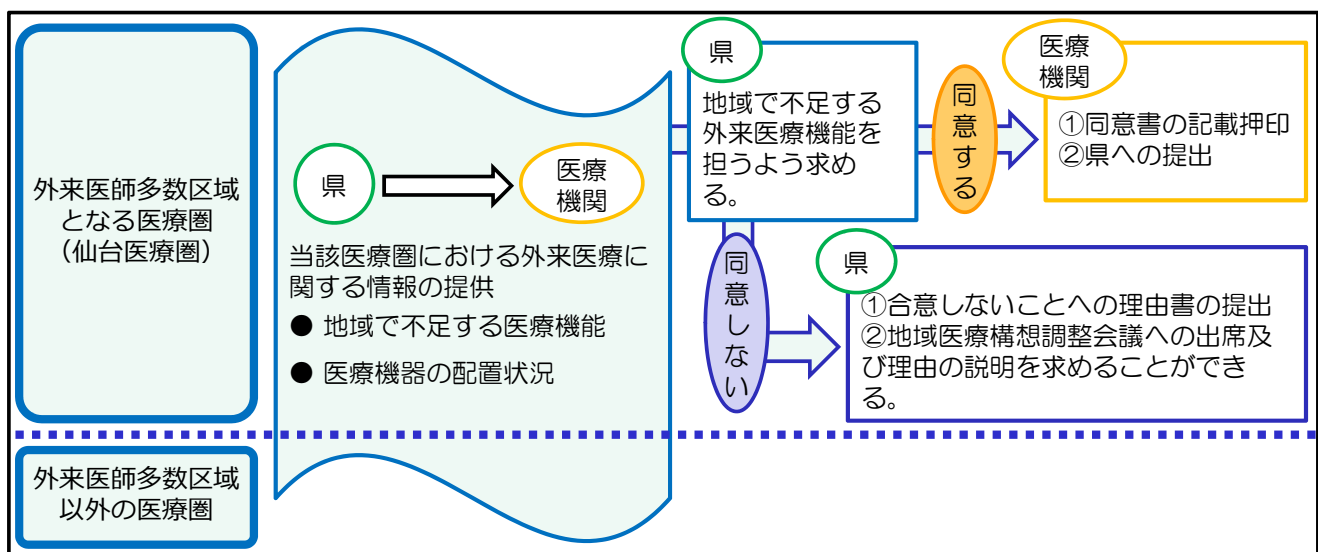 外来医師多数区域
となる医療圏
（仙台医療圏）
県
医療
機関
当該医療圏における外来医療に
関する情報の提供
● 地域で不足する医療機能
● 医療機器の配置状況
県
地域で不足する
外来医療機能を
担うよう求め
る。
同意する
医療
機関
①同意書の記載押印
②県への提出
同意しない
県
①合意しないことへの理由書の提出
②地域医療構想調整会議への出席及
び理由の説明を求めることができ
る。
外来医師多数区域
以外の医療圏